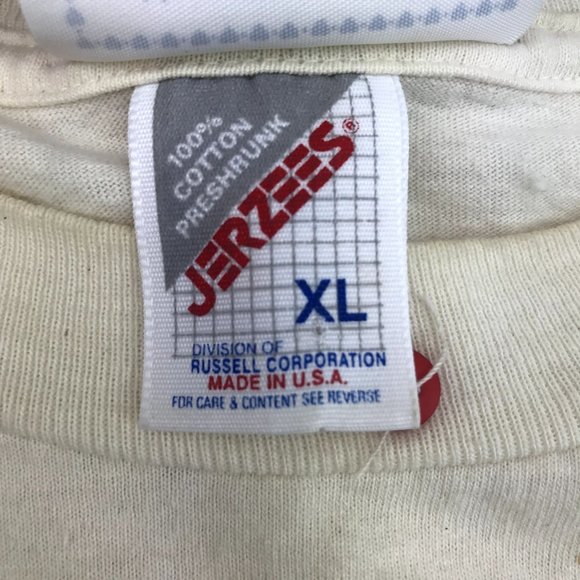 100%
COTTON
PRESHRUNK
JERZEES®
XL
DIVISION OF
RUSSELL CORPORATION
MADE IN U.S.A.
FOR CARE & CONTENT SEE REVERSE